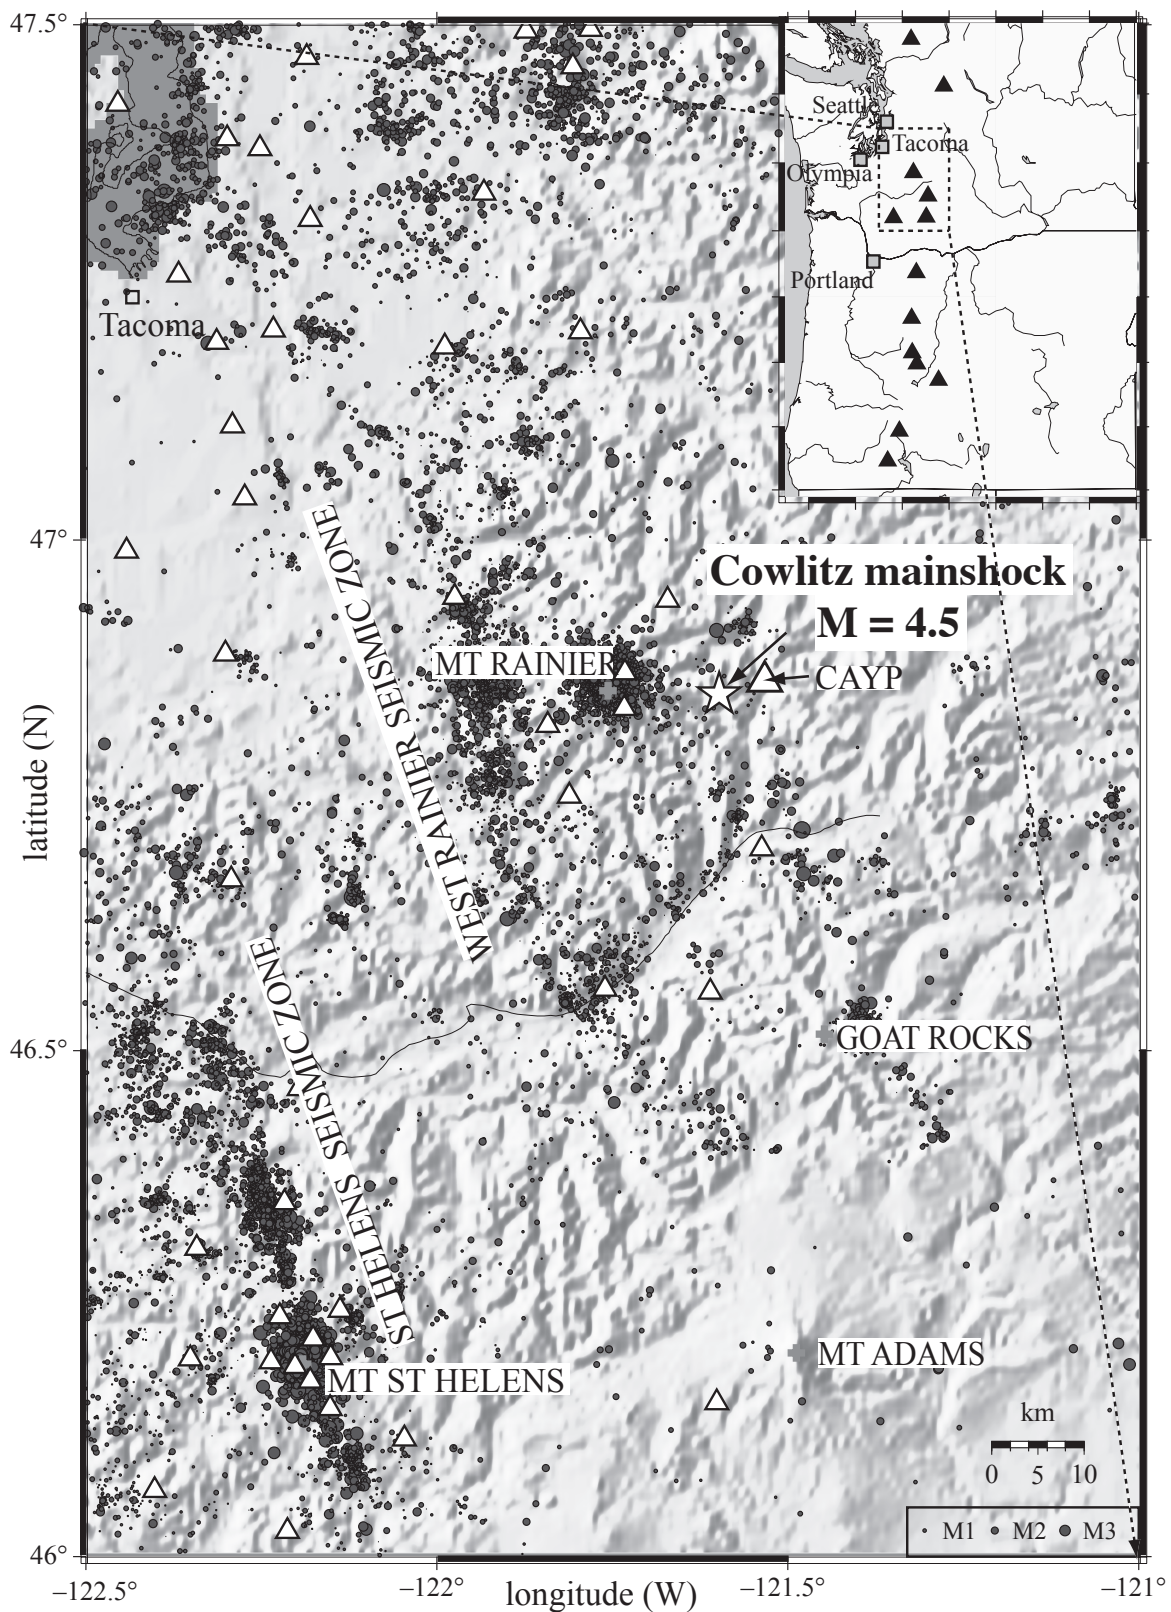 47.5°
Seattle
Tacoma
Olympia
Portland
Tacoma
47°
Cowlitz mainshock
M = 4.5
MT RAINIER
CAYP
WEST RAINIER SEISMIC ZONE
latitude (N)
ST HELENS SEISMIC ZONE
46.5°
GOAT ROCKS
MT ADAMS
MT ST HELENS
km
0 5 10
M1 M2 M3
46°
−122.5° −122° −121.5° −121°
longitude (W)